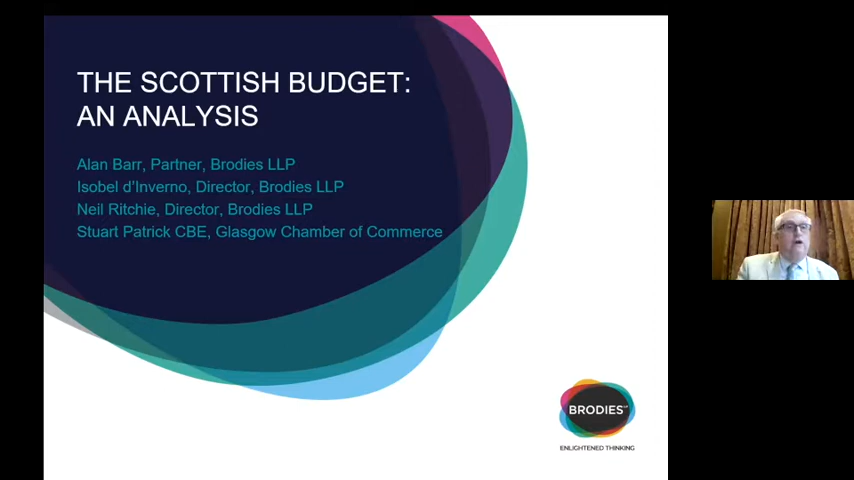 THE SCOTTISH BUDGET:
AN ANALYSIS
Alan Barr, Partner, Brodies LLP
Isobel d'Inverno, Director, Brodies LLP
Neil Ritchie, Director, Brodies LLP
Stuart Patrick CBE, Glasgow Chamber of Commerce
BRODIES LLP
ENLIGHTENED THINKING